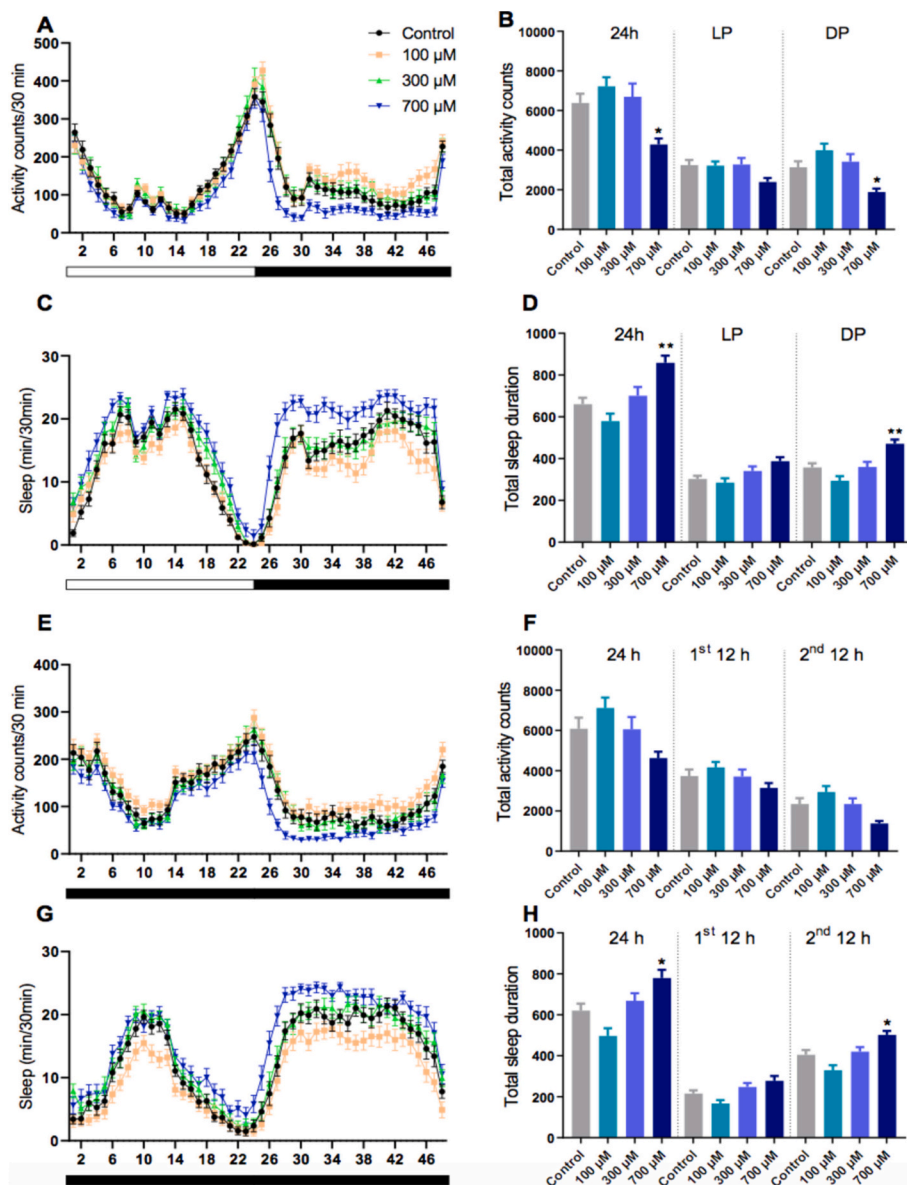 A
Activity counts/30 min
500
400
300
200
100
0
2 6 10 14 18 22 26 30 34 38 42 46
Control
100 µM
300 µM
700 µM
B
24h LP DP
Total activity counts
10000
8000
6000
4000
2000
0
*
*
Control 100 µM 300 µM 700 µM Control 100 µM 300 µM 700 µM Control 100 µM 300 µM 700 µM
C
Sleep (min/30min)
30
20
10
0
2 6 10 14 18 22 26 30 34 38 42 46
D
24h LP DP
Total sleep duration
1000
800
600
400
200
0
**
**
Control 100 µM 300 µM 700 µM Control 100 µM 300 µM 700 µM Control 100 µM 300 µM 700 µM
E
Activity counts/30 min
400
300
200
100
0
2 6 10 14 18 22 26 30 34 38 42 46
F
24 h 1st 12 h 2nd 12 h
Total activity counts
10000
8000
6000
4000
2000
0
Control 100 µM 300 µM 700 µM Control 100 µM 300 µM 700 µM Control 100 µM 300 µM 700 µM
G
Sleep (min/30min)
30
20
10
0
2 6 10 14 18 22 26 30 34 38 42 46
H
24 h 1st 12 h 2nd 12 h
Total sleep duration
1000
800
600
400
200
0
*
*
Control 100 µM 300 µM 700 µM Control 100 µM 300 µM 700 µM Control 100 µM 300 µM 700 µM